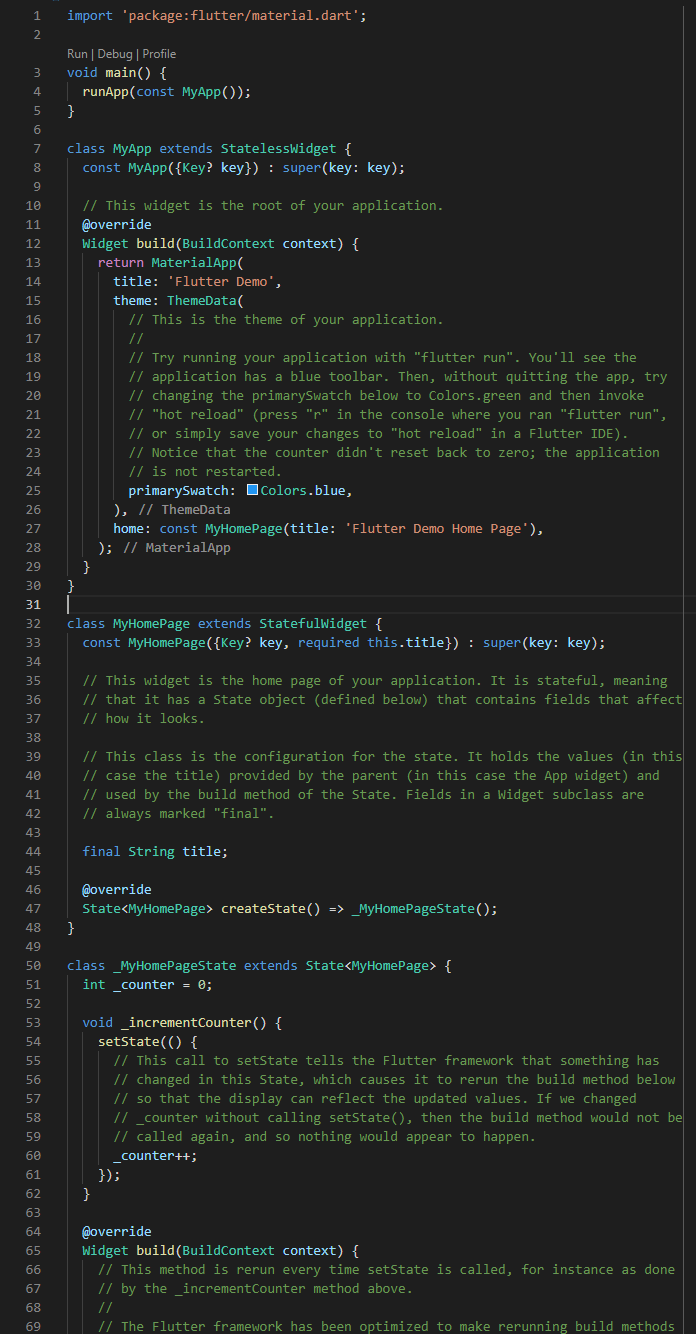 1 import 'package:flutter/material.dart';
2
Run | Debug | Profile
3 void main() {
4   runApp(const MyApp());
5 }
6
7 class MyApp extends StatelessWidget {
8   const MyApp({Key? key}) : super(key: key);
9
10   // This widget is the root of your application.
11   @override
12   Widget build(BuildContext context) {
13     return MaterialApp(
14       title: 'Flutter Demo',
15       theme: ThemeData(
16         // This is the theme of your application.
17         //
18         // Try running your application with "flutter run". You'll see the
19         // application has a blue toolbar. Then, without quitting the app, try
20         // changing the primarySwatch below to Colors.green and then invoke
21         // "hot reload" (press "r" in the console where you ran "flutter run",
22         // or simply save your changes to "hot reload" in a Flutter IDE).
23         // Notice that the counter didn't reset back to zero; the application
24         // is not restarted.
25         primarySwatch: Colors.blue,
26       ), // ThemeData
27       home: const MyHomePage(title: 'Flutter Demo Home Page'),
28     ); // MaterialApp
29   }
30 }
31
32 class MyHomePage extends StatefulWidget {
33   const MyHomePage({Key? key, required this.title}) : super(key: key);
34
35   // This widget is the home page of your application. It is stateful, meaning
36   // that it has a State object (defined below) that contains fields that affect
37   // how it looks.
38
39   // This class is the configuration for the state. It holds the values (in this
40   // case the title) provided by the parent (in this case the App widget) and
41   // used by the build method of the State. Fields in a Widget subclass are
42   // always marked "final".
43
44   final String title;
45
46   @override
47   State<MyHomePage> createState() => _MyHomePageState();
48 }
49
50 class _MyHomePageState extends State<MyHomePage> {
51   int _counter = 0;
52
53   void _incrementCounter() {
54     setState(() {
55       // This call to setState tells the Flutter framework that something has
56       // changed in this State, which causes it to rerun the build method below
57       // so that the display can reflect the updated values. If we changed
58       // _counter without calling setState(), then the build method would not be
59       // called again, and so nothing would appear to happen.
60       _counter++;
61     });
62   }
63
64   @override
65   Widget build(BuildContext context) {
66     // This method is rerun every time setState is called, for instance as done
67     // by the _incrementCounter method above.
68     //
69     // The Flutter framework has been optimized to make rerunning build methods